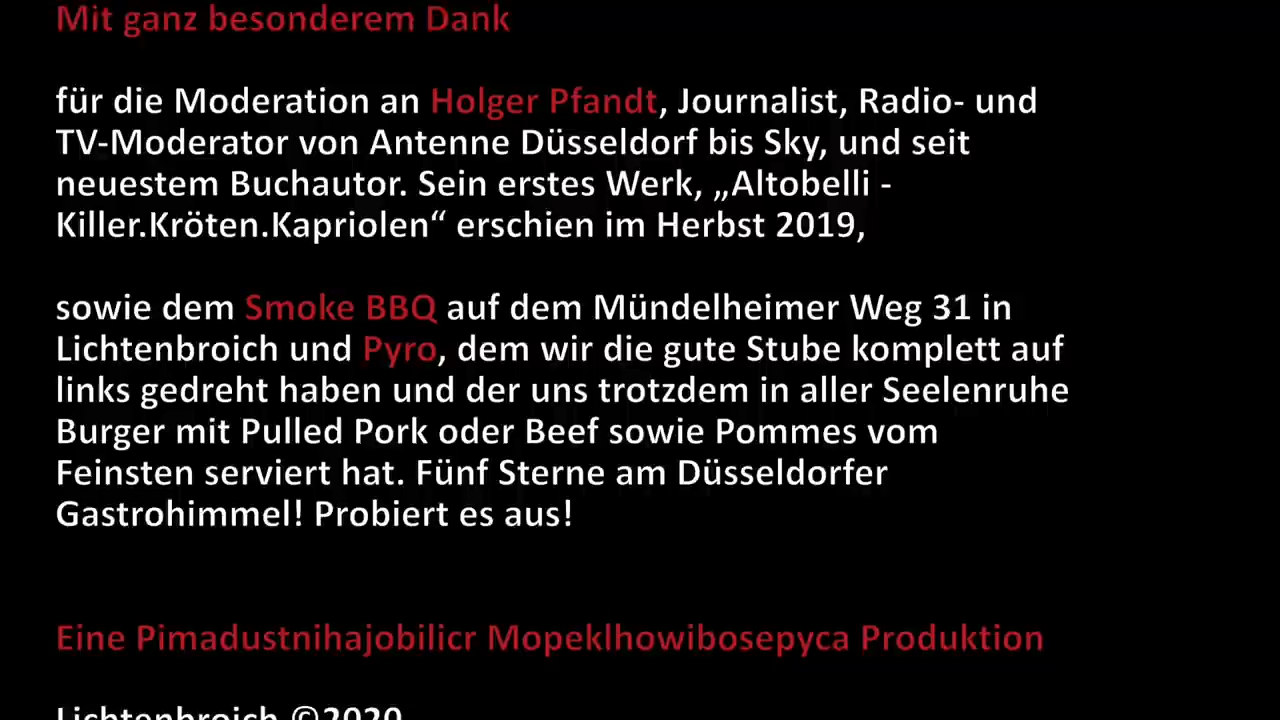 Mit ganz besonderem Dank
für die Moderation an Holger Pfandt, Journalist, Radio- und
TV-Moderator von Antenne Düsseldorf bis Sky, und seit
neuestem Buchautor. Sein erstes Werk, „Altobelli -
Killer.Kröten.Kapriolen“ erschien im Herbst 2019,
sowie dem Smoke BBQ auf dem Mündelheimer Weg 31 in
Lichtenbroich und Pyro, dem wir die gute Stube komplett auf
links gedreht haben und der uns trotzdem in aller Seelenruhe
Burger mit Pulled Pork oder Beef sowie Pommes vom
Feinsten serviert hat. Fünf Sterne am Düsseldorfer
Gastrohimmel! Probiert es aus!
Eine Pimadustnihajobilicr Mopeklhowibosepyca Produktion
Lichtenbroich ©2020